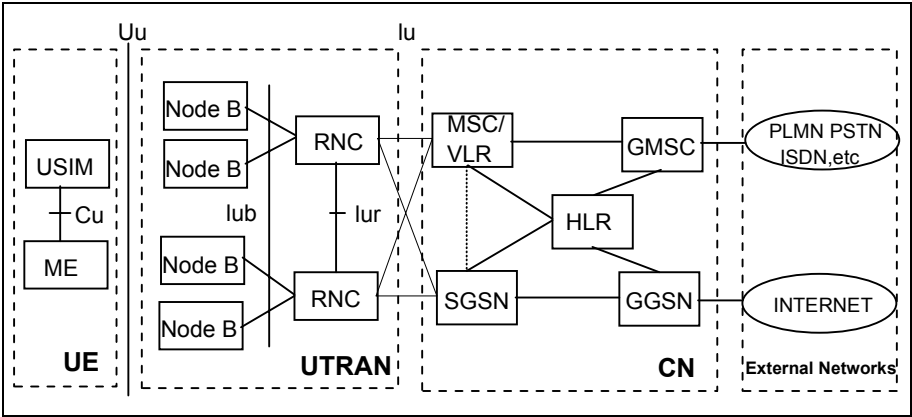 Uu
Iu
Node B
Node B
RNC
MSC/
VLR
GMSC
PLMN PSTN
ISDN,etc
USIM
Cu
ME
Iub
Iur
HLR
Node B
Node B
RNC
SGSN
GGSN
INTERNET
UE
UTRAN
CN
External Networks